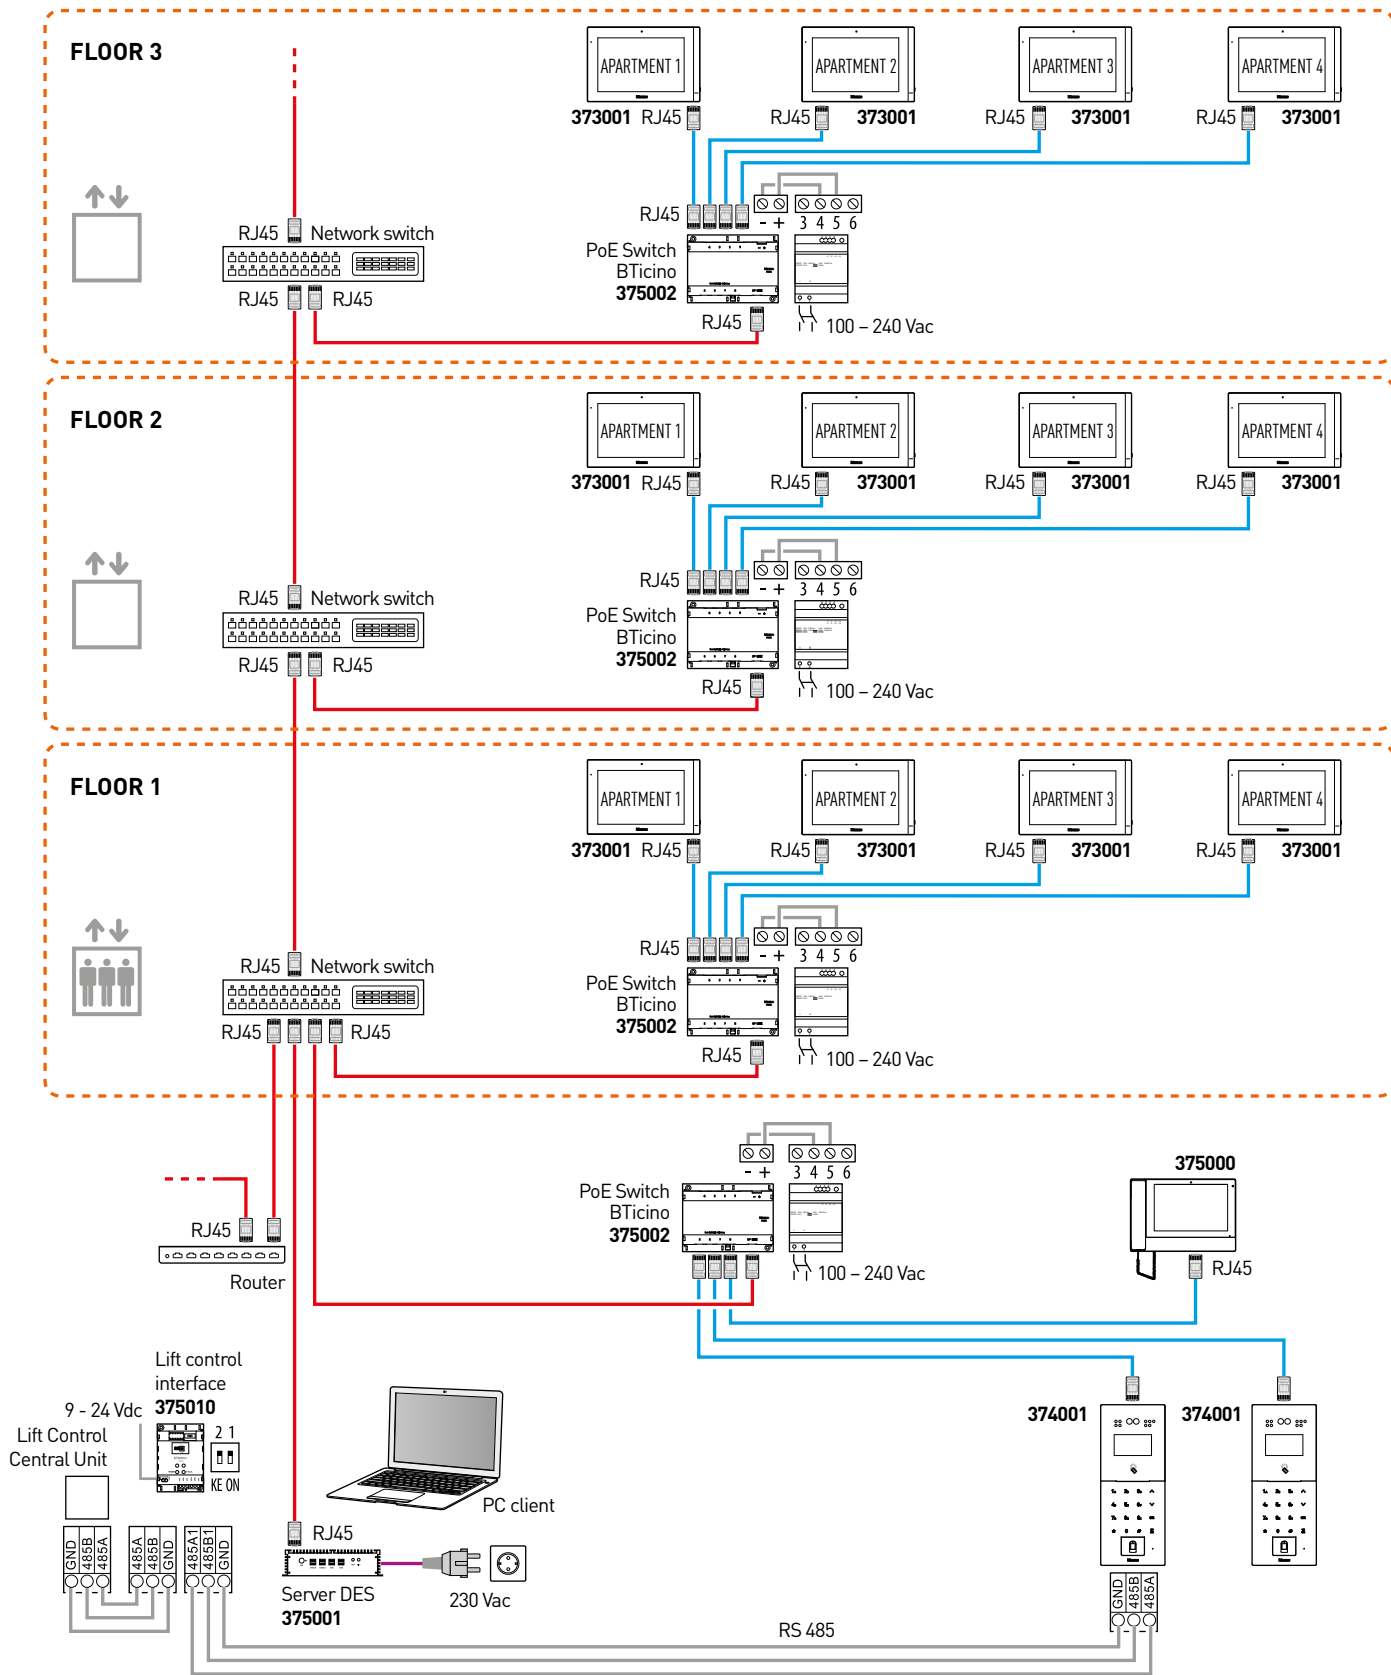 FLOOR 3
APARTMENT 1
APARTMENT 2
APARTMENT 3
APARTMENT 4
373001 RJ45
RJ45 373001
RJ45 373001
RJ45 373001
RJ45
- + 3 4 5 6
RJ45 Network switch
PoE Switch
BTicino
375002
RJ45 RJ45
RJ45
100 – 240 Vac
FLOOR 2
APARTMENT 1
APARTMENT 2
APARTMENT 3
APARTMENT 4
373001 RJ45
RJ45 373001
RJ45 373001
RJ45 373001
RJ45
- + 3 4 5 6
RJ45 Network switch
PoE Switch
BTicino
375002
RJ45 RJ45
RJ45
100 – 240 Vac
FLOOR 1
APARTMENT 1
APARTMENT 2
APARTMENT 3
APARTMENT 4
373001 RJ45
RJ45 373001
RJ45 373001
RJ45 373001
RJ45
- + 3 4 5 6
RJ45 Network switch
PoE Switch
BTicino
375002
RJ45 RJ45
RJ45
100 – 240 Vac
- + 3 4 5 6
PoE Switch
BTicino
375002
100 – 240 Vac
375000
RJ45
RJ45
Router
Lift control
interface
375010
9 - 24 Vdc
Lift Control
Central Unit
2 1
KE ON
PC client
374001
374001
RJ45
GND
485B
485A
485A
485B
GND
485A1
485B1
GND
Server DES
375001
230 Vac
GND
485B
485A
RS 485